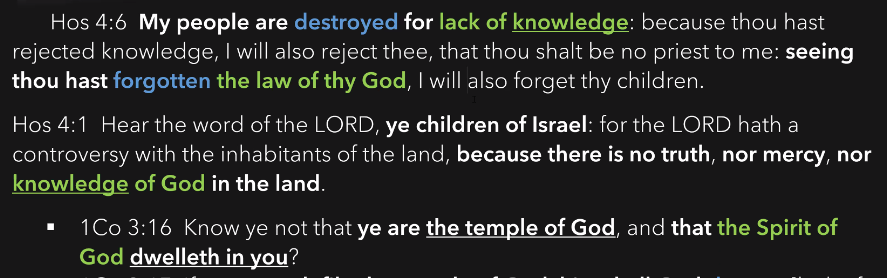 Hos 4:6 My people are destroyed for lack of knowledge: because thou hast
rejected knowledge, I will also reject thee, that thou shalt be no priest to me: seeing
thou hast forgotten the law of thy God, I will also forget thy children.
Hos 4:1 Hear the word of the LORD, ye children of Israel: for the LORD hath a
controversy with the inhabitants of the land, because there is no truth, nor mercy, nor
knowledge of God in the land.
▪ 1Co 3:16 Know ye not that ye are the temple of God, and that the Spirit of
God dwelleth in you?